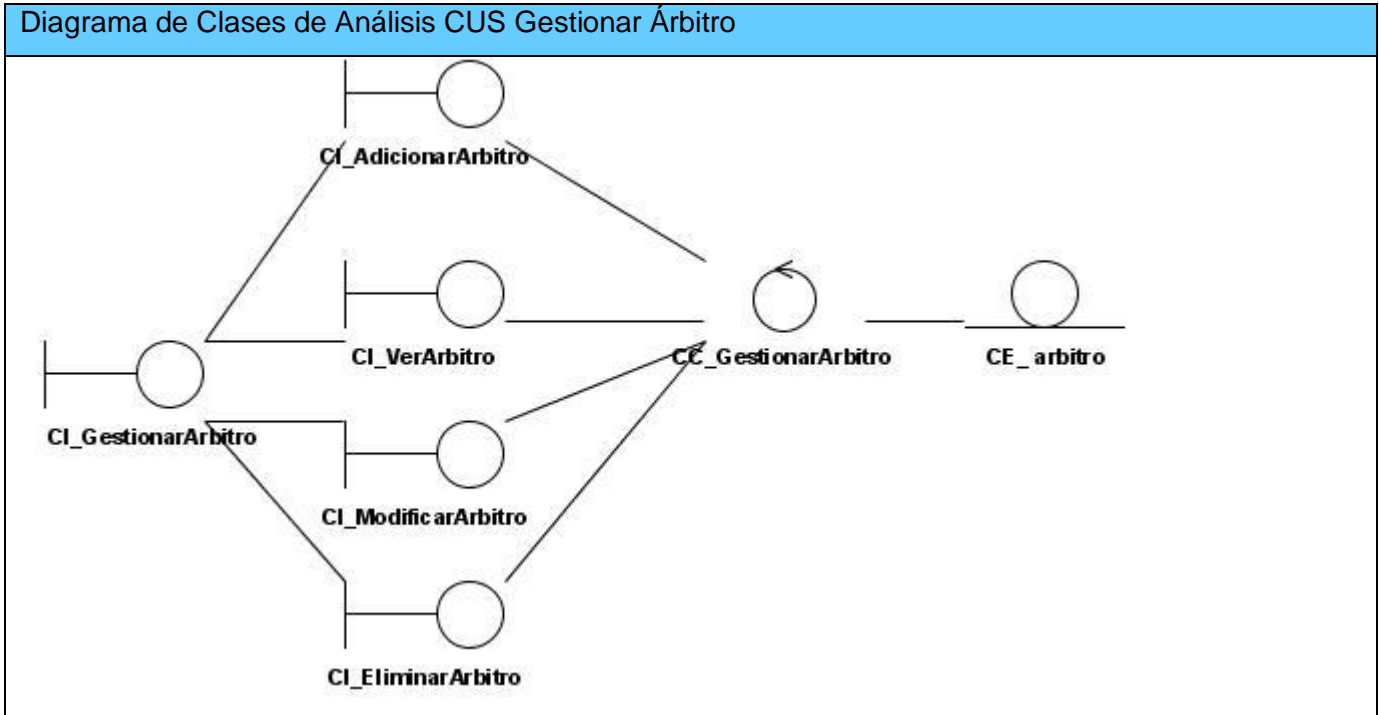 Diagrama de Clases de Análisis CUS Gestionar Árbitro
CI_AdicionarArbitro
CI_VerArbitro
CC_GestionarArbitro
CE_ arbitro
CI_GestionarArbitro
CI_ModificarArbitro
CI_EliminarArbitro